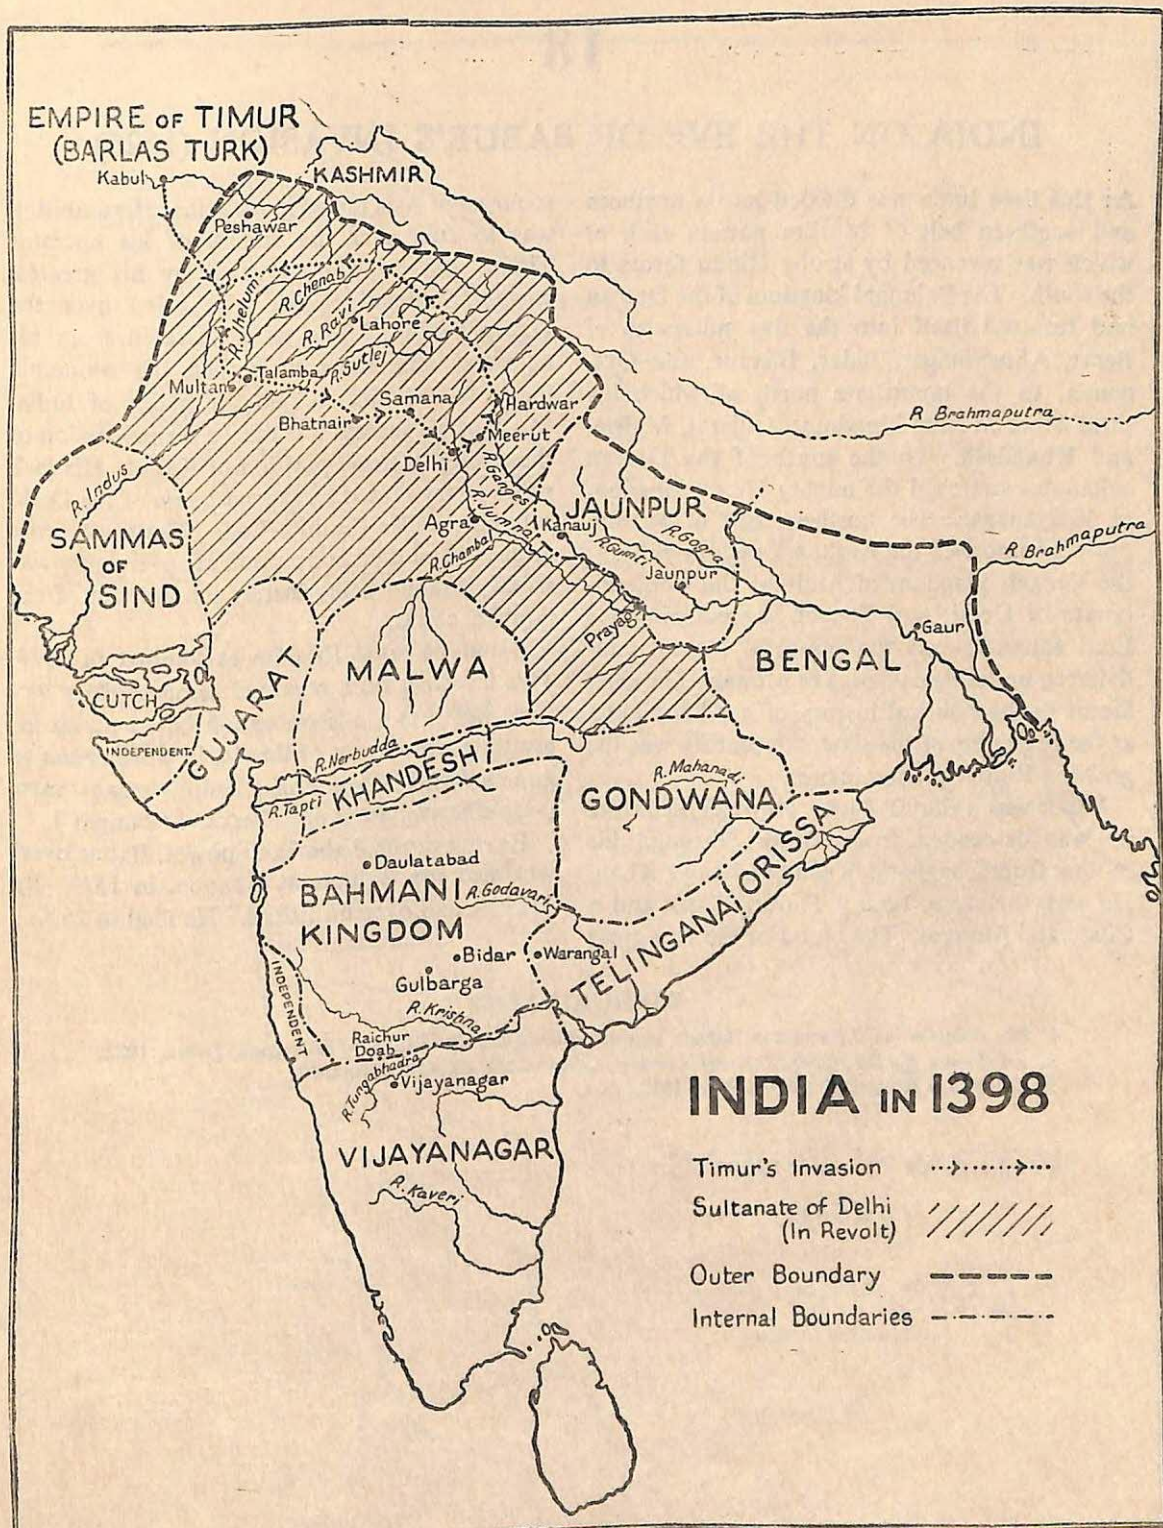 EMPIRE OF TIMUR
(BARLAS TURK)
Kabul
KASHMIR
Peshawar
R. Jhelum
R. Chenab
R. Ravi
Lahore
R. Sutlej
Multan
Talamba
Bhatnair
Samana
Hardwar
Meerut
Delhi
R. Ganges
R. Jumna
R Brahmaputra
R. Indus
SAMMAS
OF
SIND
Agra
Kanauj
JAUNPUR
R. Gogra
R. Gumti
R. Chambal
Jaunpur
R Brahmaputra
Prayag
Gaur
BENGAL
MALWA
CUTCH
INDEPENDENT
GUJARAT
R. Nerbudda
R. Tapti
KHANDESH
R. Mahanadi
GONDWANA
ORISSA
Daulatabad
BAHMANI
KINGDOM
R. Godavari
Bidar
Warangal
TELINGANA
Gulbarga
INDEPENDENT
R. Krishna
Raichur
Doab
R. Tungabhadra
Vijayanagar
VIJAYANAGAR
R. Kaveri
INDIA IN 1398
Timur's Invasion
Sultanate of Delhi
(In Revolt)
Outer Boundary
Internal Boundaries